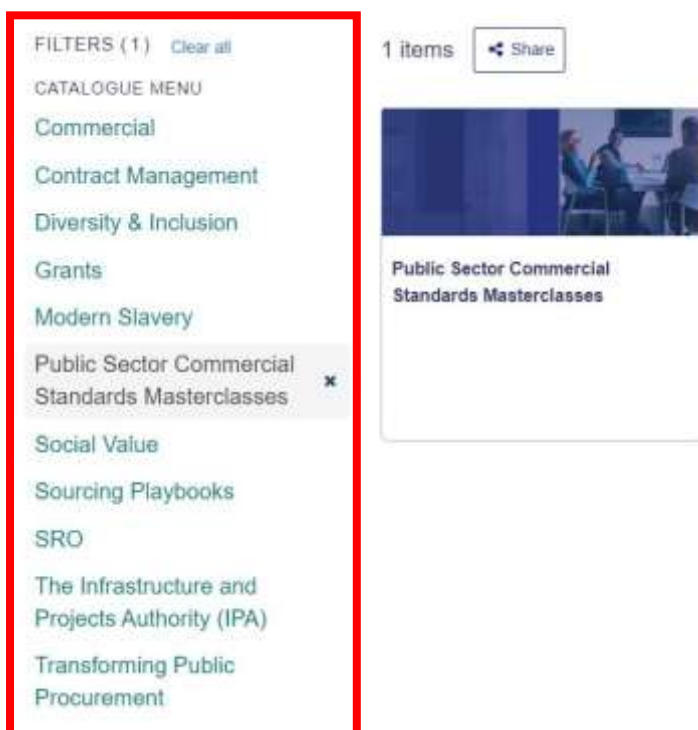 FILTERS (1) Clear all
CATALOGUE MENU
Commercial
Contract Management
Diversity & Inclusion
Grants
Modern Slavery
Public Sector Commercial
Standards Masterclasses
Social Value
Sourcing Playbooks
SRO
The Infrastructure and
Projects Authority (IPA)
Transforming Public
Procurement
1 items Share
Public Sector Commercial
Standards Masterclasses